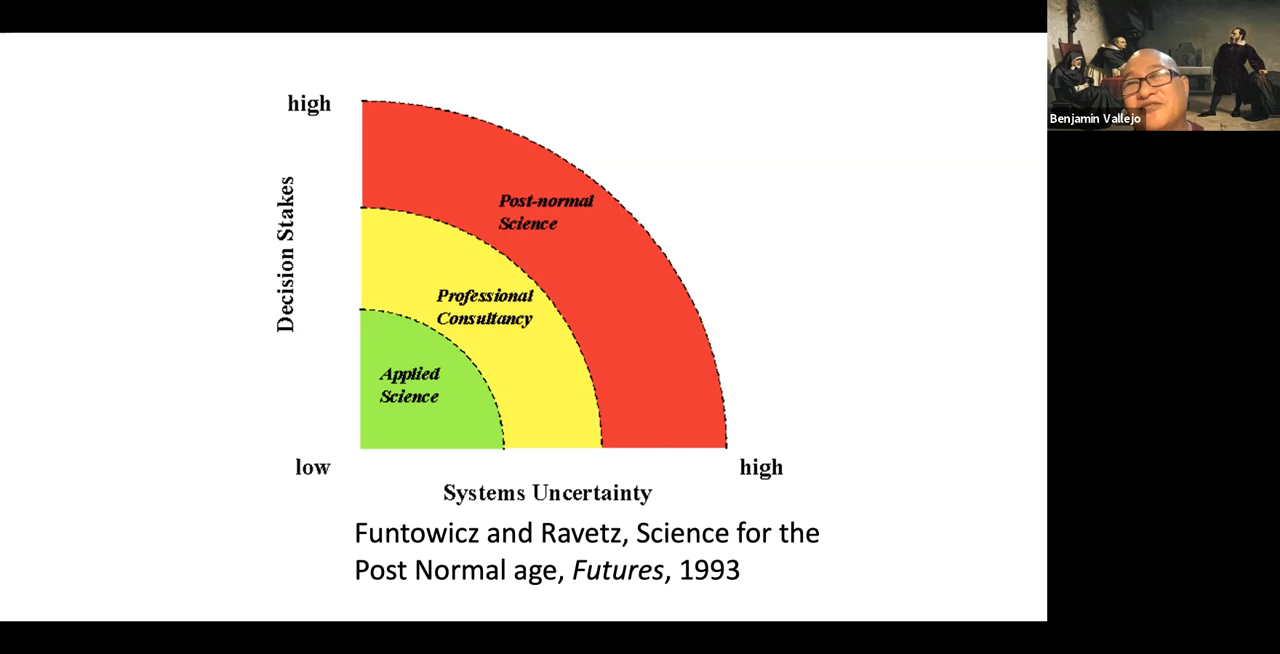 high
Decision Stakes
Post-normal
Science
Professional
Consultancy
Applied
Science
low
high
Systems Uncertainty
Funtowicz and Ravetz, Science for the
Post Normal age, Futures, 1993
Benjamin Vallejo